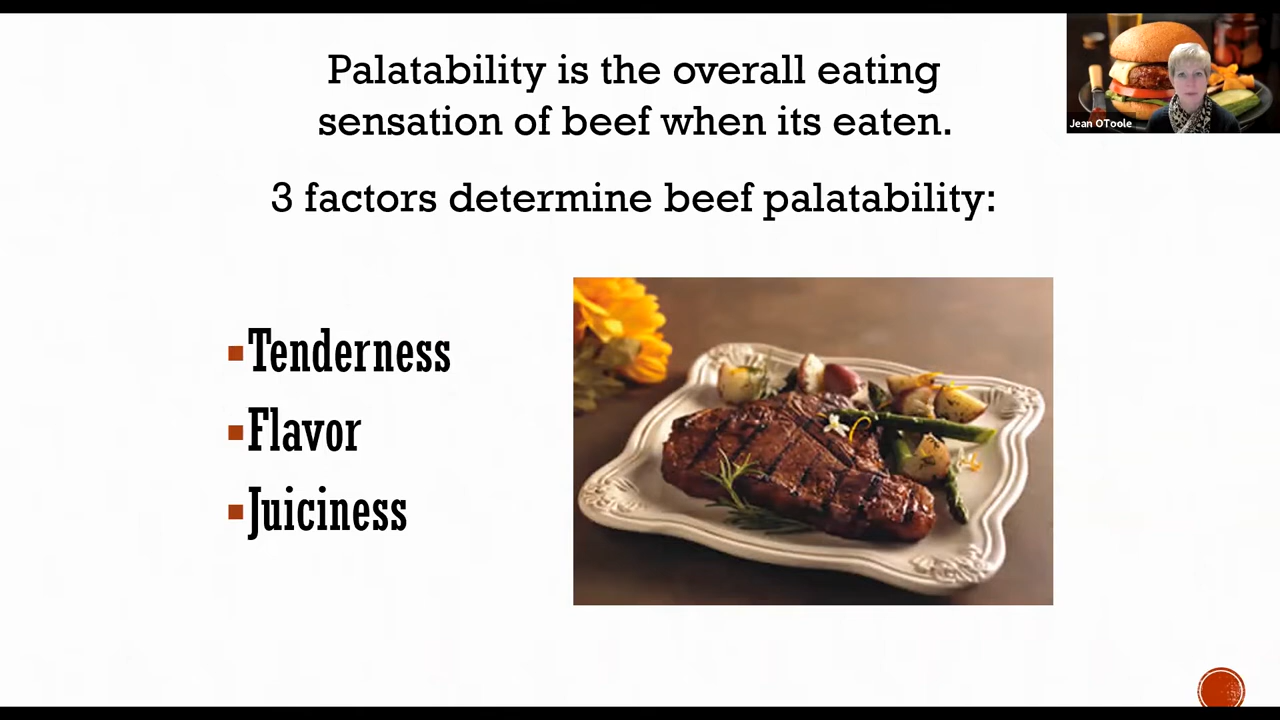 Palatability is the overall eating
sensation of beef when its eaten.
3 factors determine beef palatability:
Tenderness
Flavor
Juiciness
Jean OToole